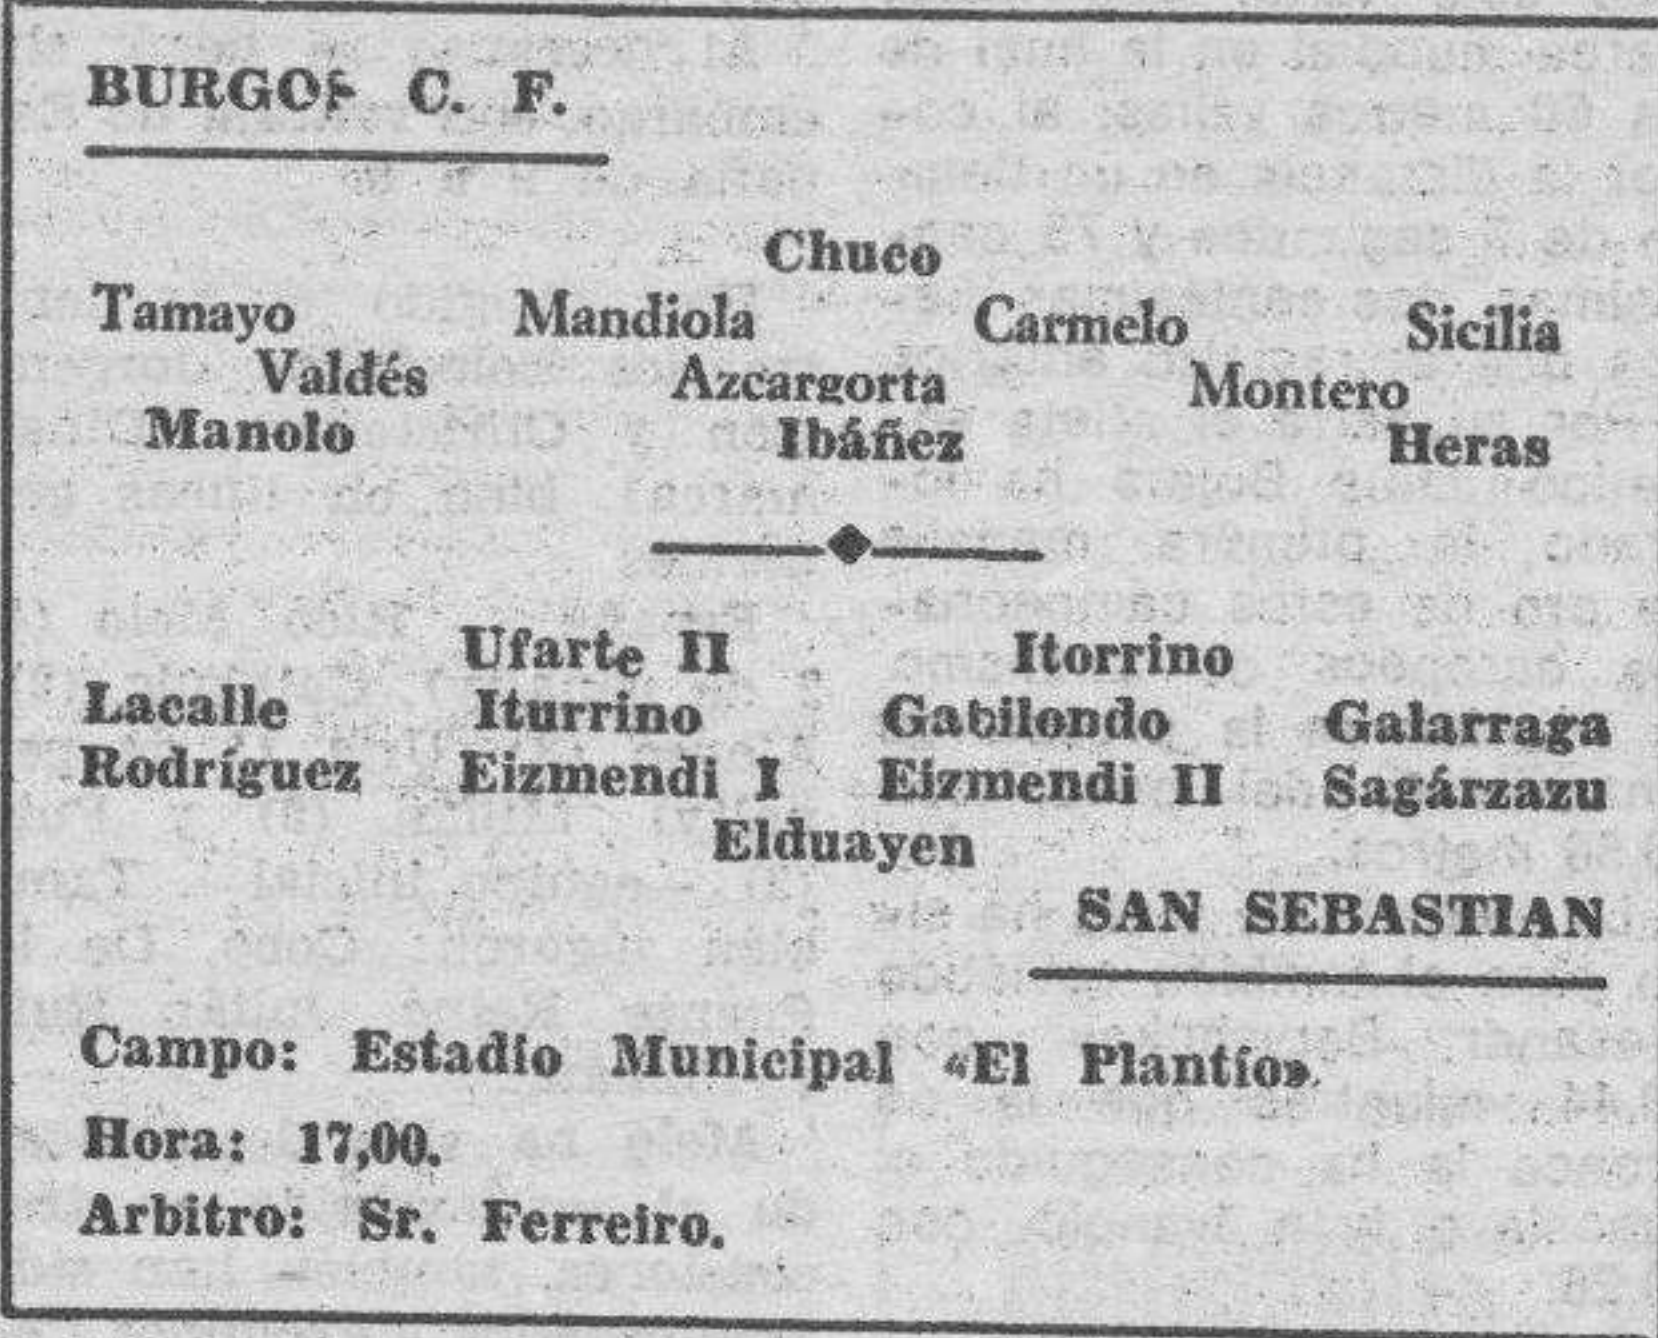 BURGOS C. F.
Chuco
Tamayo Mandiola Carmelo Sicilia
Valdés Azcargorta Montero
Manolo Ibáñez Heras
Ufarte II Itorrino
Lacalle Iturrino Gabilondo Galarraga
Rodríguez Eizmendi I Eizmendi II Sagárzazu
Elduayen
SAN SEBASTIAN
Campo: Estadio Municipal «El Plantío».
Hora: 17,00.
Arbitro: Sr. Ferreiro.